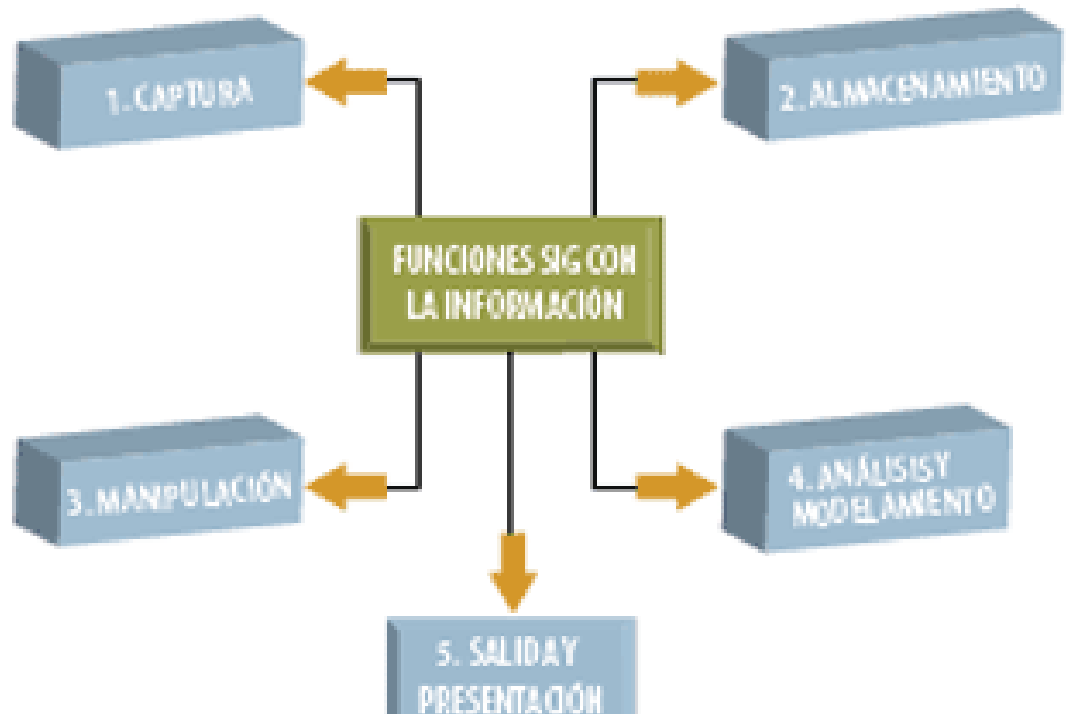 1. CAPTURA
2. ALMACENAMIENTO
FUNCIONES SIG CON
LA INFORMACIÓN
3. MANIPULACIÓN
4. ANÁLISIS Y
MODELAMIENTO
5. SALIDA Y
PRESENTACIÓN